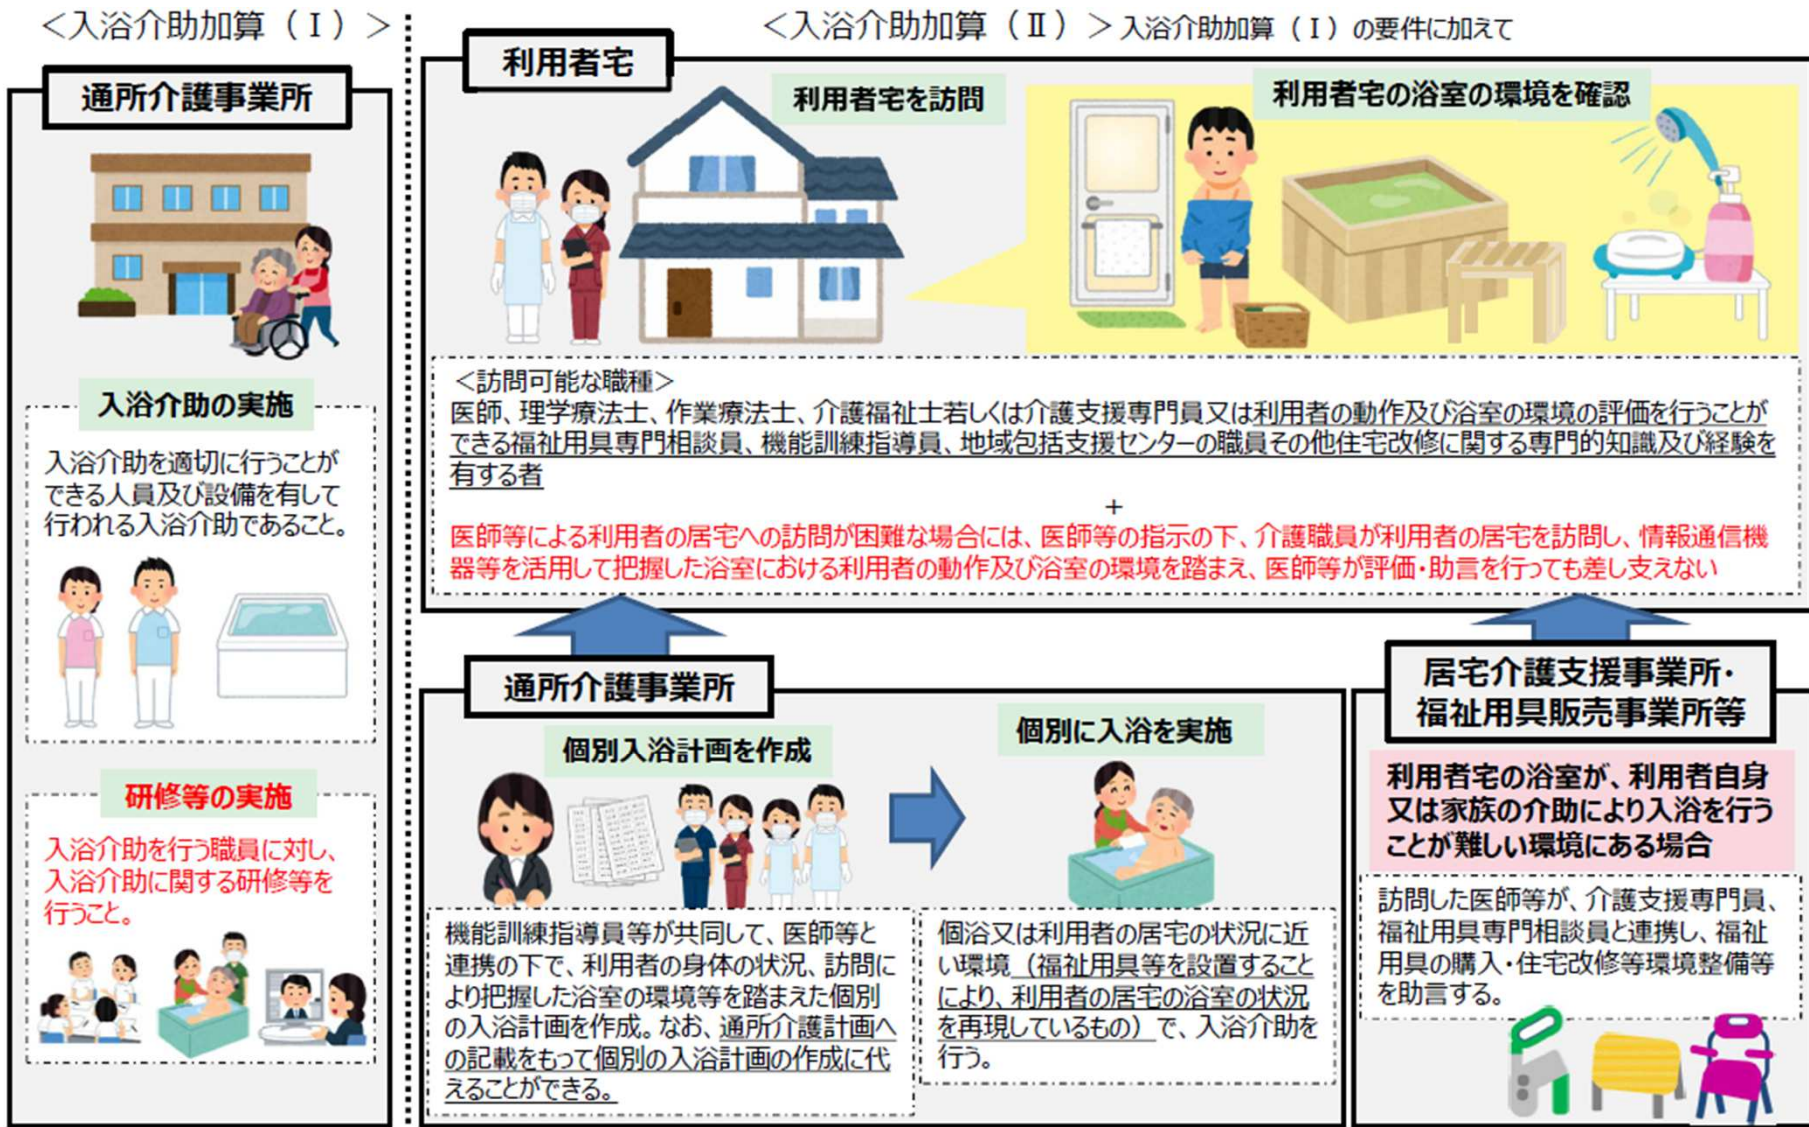 <入浴介助加算（Ⅰ）>
通所介護事業所
入浴介助の実施
入浴介助を適切に行うことが
できる人員及び設備を有して
行われる入浴介助であること。
研修等の実施
入浴介助を行う職員に対し、
入浴介助に関する研修等を
行うこと。
<入浴介助加算（Ⅱ）>入浴介助加算（Ⅰ）の要件に加えて
利用者宅
利用者宅を訪問
利用者宅の浴室の環境を確認
<訪問可能な職種>
医師、理学療法士、作業療法士、介護福祉士若しくは介護支援専門員又は利用者の動作及び浴室の環境の評価を行うことが
できる福祉用具専門相談員、機能訓練指導員、地域包括支援センターの職員その他住宅改修に関する専門的知識及び経験を
有する者
+
医師等による利用者の居宅への訪問が困難な場合には、医師等の指示の下、介護職員が利用者の居宅を訪問し、情報通信機
器等を活用して把握した浴室における利用者の動作及び浴室の環境を踏まえ、医師等が評価・助言を行っても差し支えない
通所介護事業所
個別入浴計画を作成
機能訓練指導員等が共同して、医師等と
連携の下で、利用者の身体の状況、訪問に
より把握した浴室の環境等を踏まえた個別
の入浴計画を作成。なお、通所介護計画へ
の記載をもって個別の入浴計画の作成に代
えることができる。
個別に入浴を実施
個浴又は利用者の居宅の状況に近
い環境（福祉用具等を設置すること
により、利用者の居宅の浴室の状況
を再現しているもの）で、入浴介助を
行う。
居宅介護支援事業所・
福祉用具販売事業所等
利用者宅の浴室が、利用者自身
又は家族の介助により入浴を行う
ことが難しい環境にある場合
訪問した医師等が、介護支援専門員、
福祉用具専門相談員と連携し、福祉
用具の購入・住宅改修等環境整備等
を助言する。